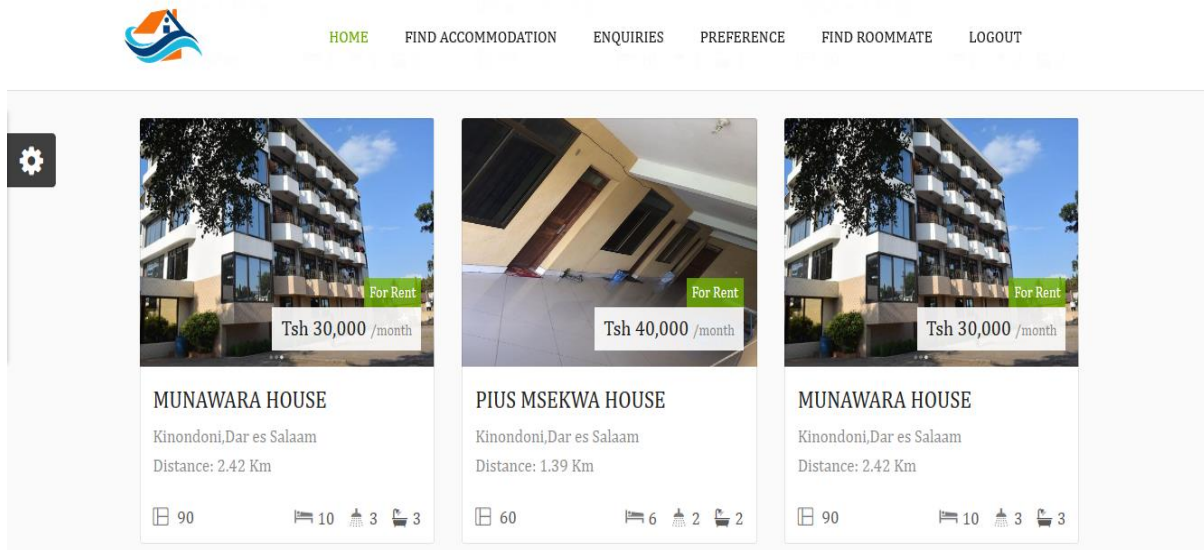 HOME FIND ACCOMMODATION ENQUIRIES PREFERENCE FIND ROOMMATE LOGOUT
For Rent
Tsh 30,000 /month
MUNAWARA HOUSE
Kinondoni,Dar es Salaam
Distance: 2.42 Km
90 10 3 3
For Rent
Tsh 40,000 /month
PIUS MSEKWA HOUSE
Kinondoni,Dar es Salaam
Distance: 1.39 Km
60 6 2 2
For Rent
Tsh 30,000 /month
MUNAWARA HOUSE
Kinondoni,Dar es Salaam
Distance: 2.42 Km
90 10 3 3